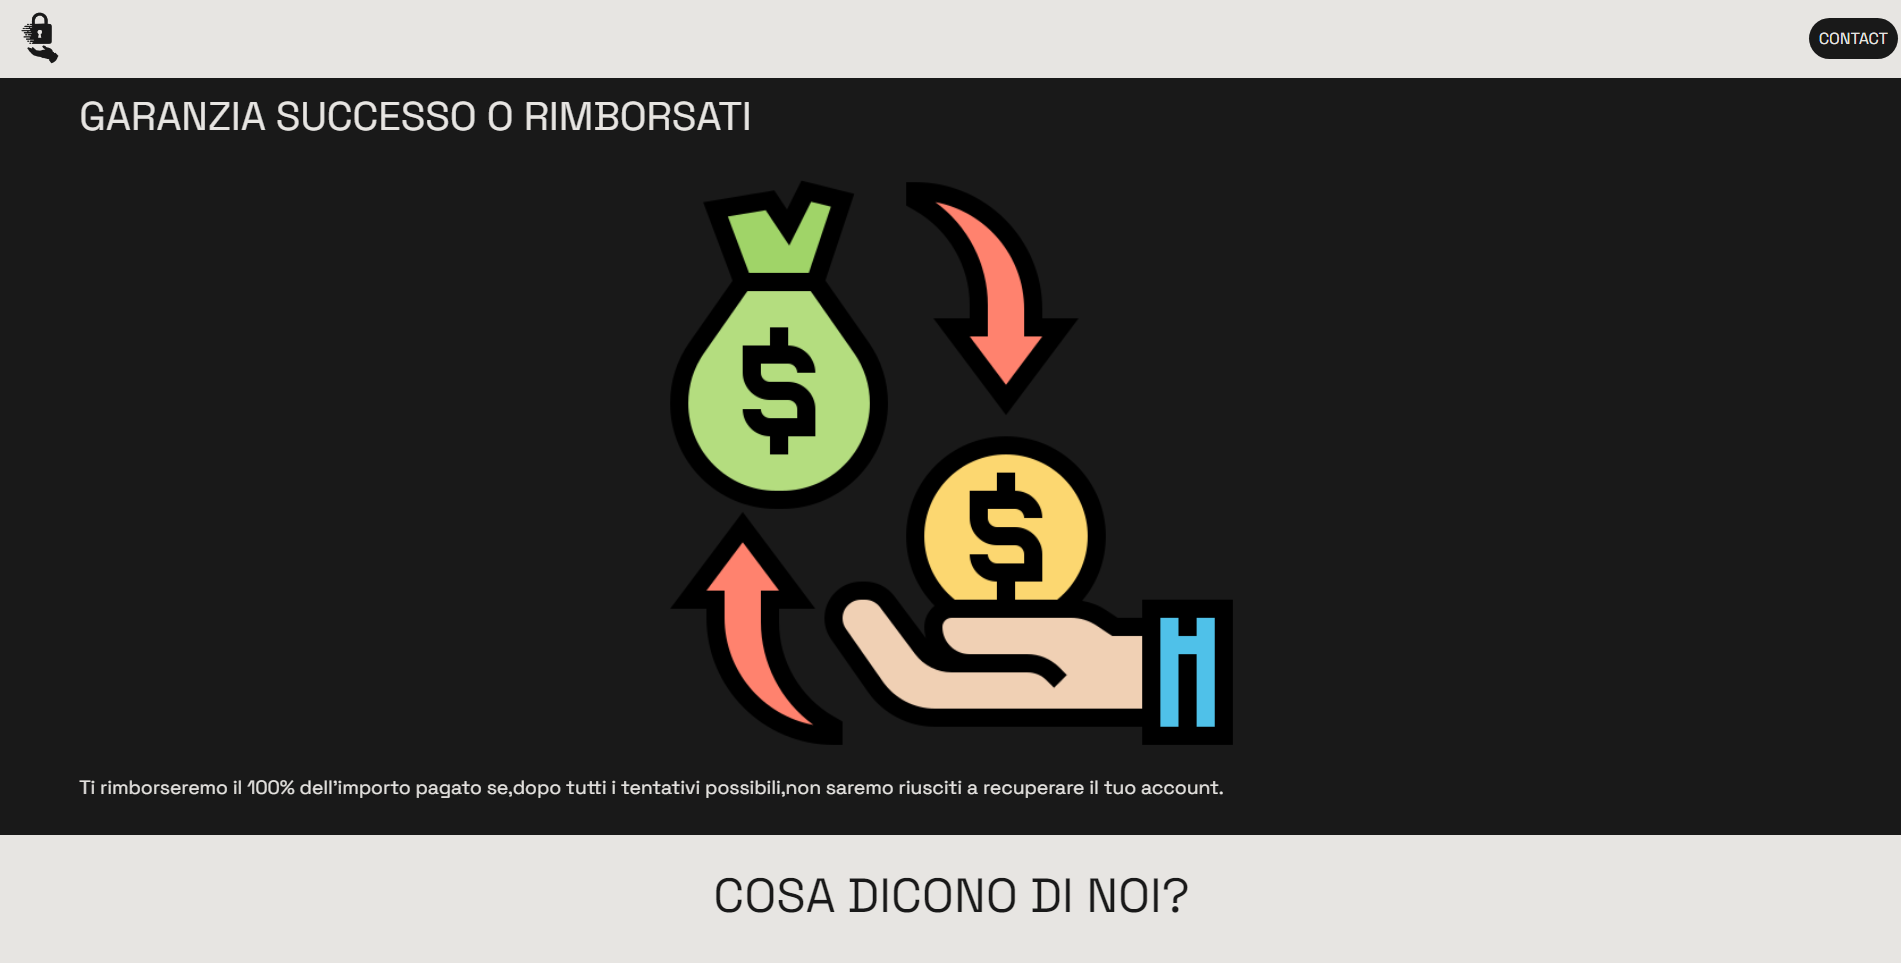 CONTACT
GARANZIA SUCCESSO O RIMBORSATI
$
$
Ti rimborseremo il 100% dell'importo pagato se,dopo tutti i tentativi possibili,non saremo riusciti a recuperare il tuo account.
COSA DICONO DI NOI?